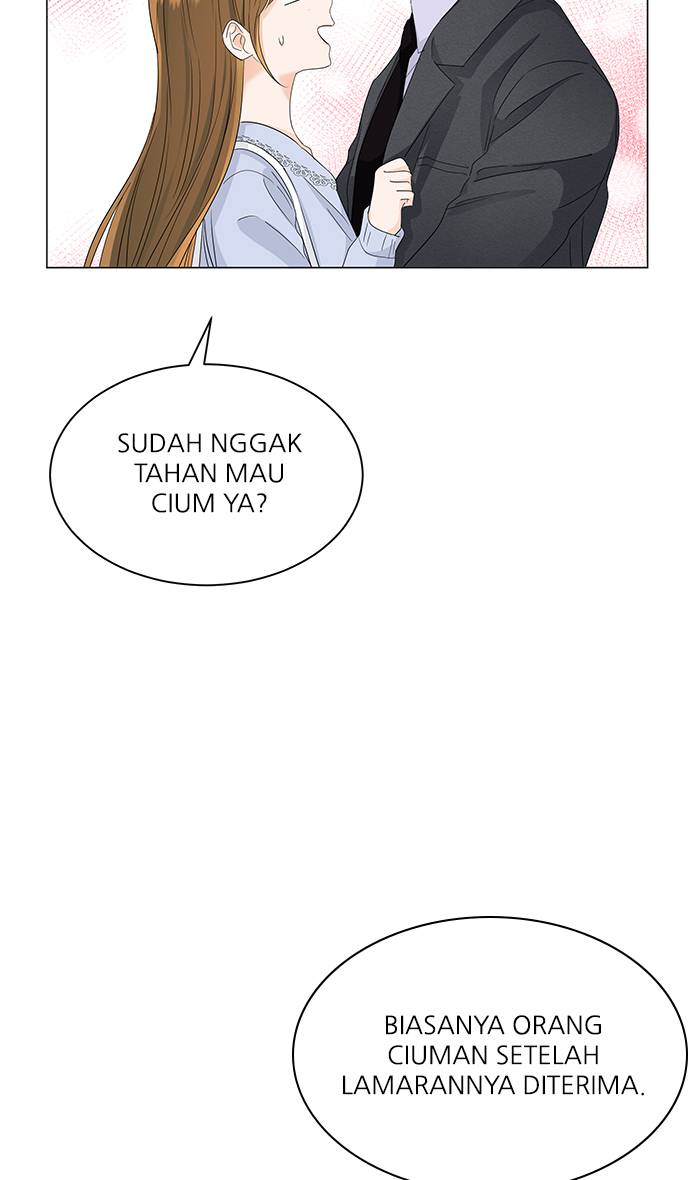 SUDAH NGGAK
TAHAN MAU
CIUM YA?
BIASANYA ORANG
CIUMAN SETELAH
LAMARANNYA DITERIMA.